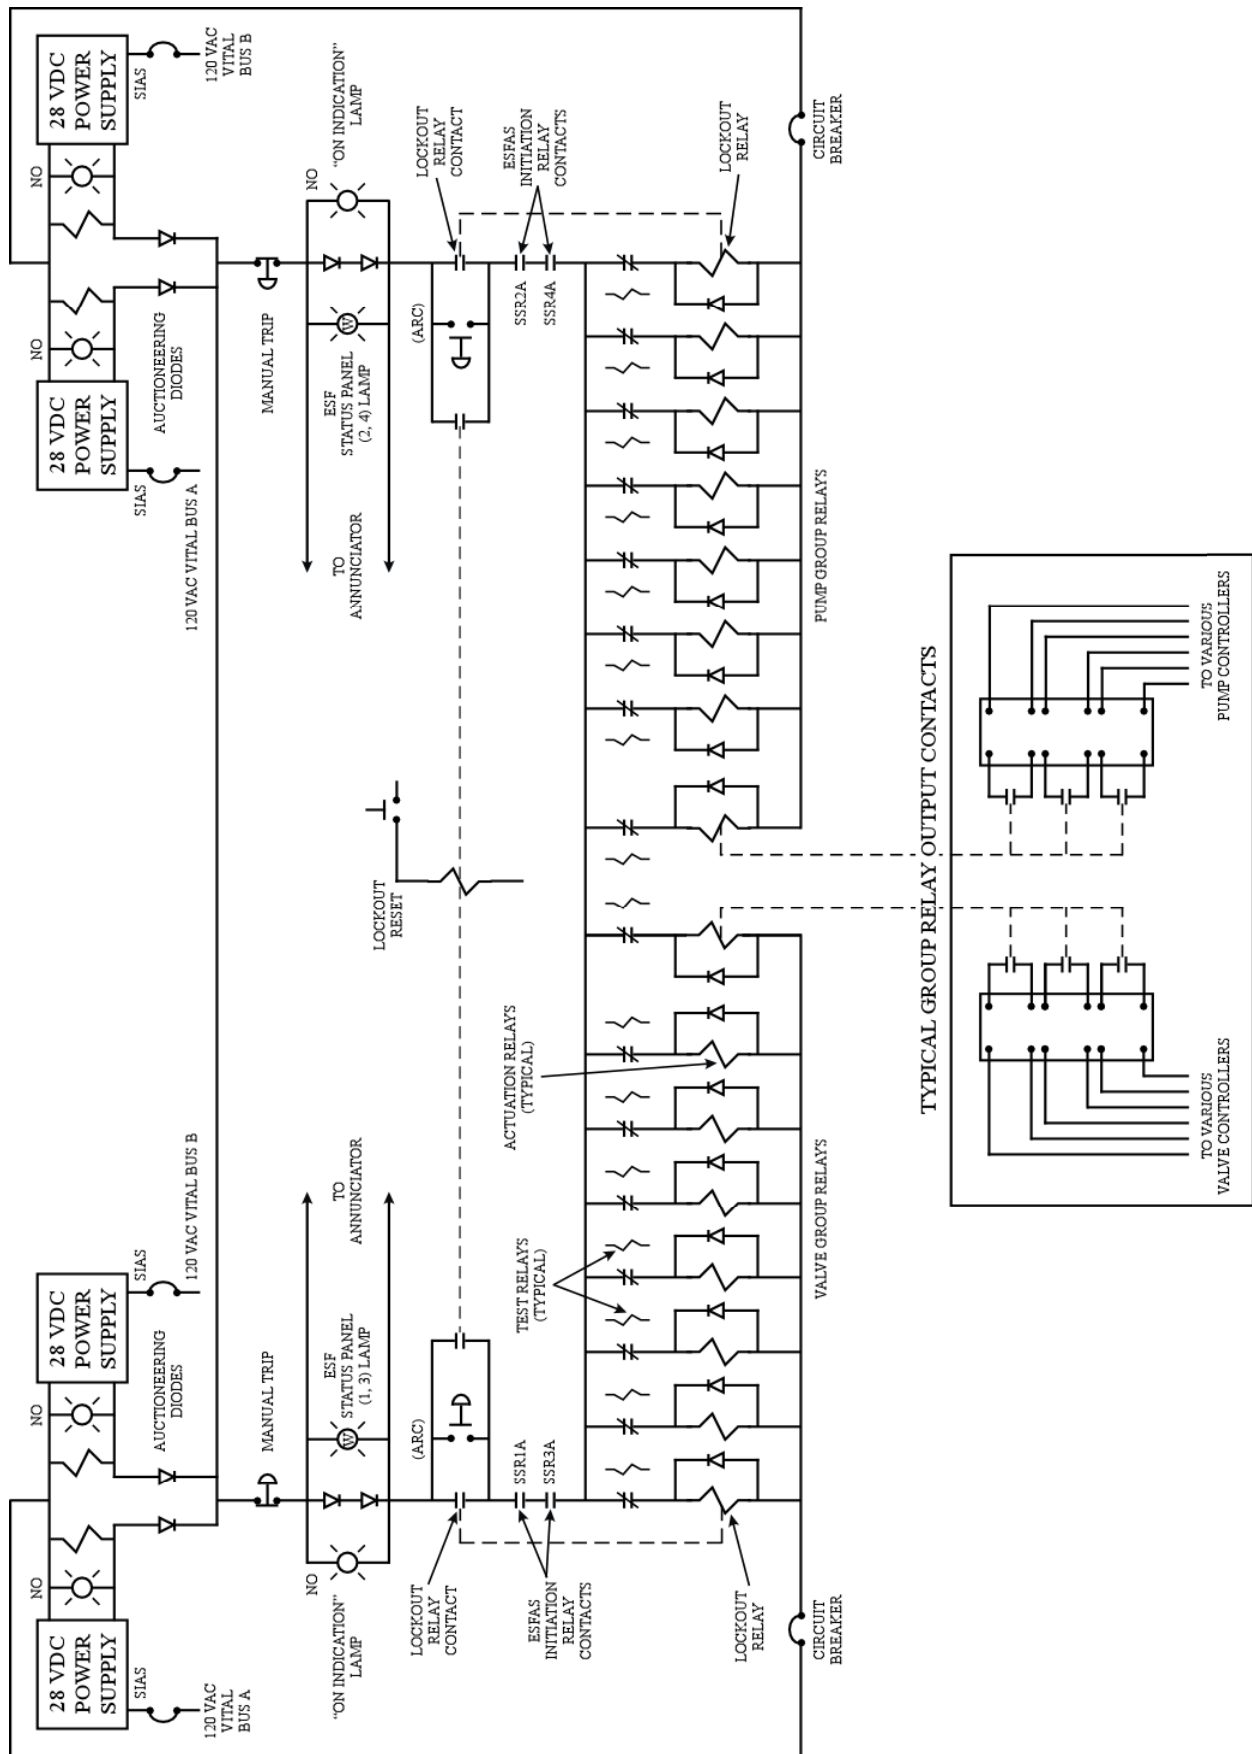 NO
NO
NO
NO
28 VDC
POWER
SUPPLY
28 VDC
POWER
SUPPLY
28 VDC
POWER
SUPPLY
28 VDC
POWER
SUPPLY
SIAS
SIAS
SIAS
SIAS
120 VAC
VITAL
BUS A
AUCTIONEERING
DIODES
120 VAC VITAL BUS B
120 VAC VITAL BUS A
AUCTIONEERING
DIODES
120 VAC
VITAL
BUS B
MANUAL TRIP
MANUAL TRIP
NO
"ON INDICATION"
LAMP
W
ESF
STATUS PANEL
(1, 3) LAMP
TO
ANNUNCIATOR
TO
ANNUNCIATOR
W
ESF
STATUS PANEL
(2, 4) LAMP
NO
"ON INDICATION"
LAMP
LOCKOUT
RELAY
CONTACT
(ARC)
LOCKOUT
RESET
(ARC)
LOCKOUT
RELAY
CONTACT
SSR1A
SSR3A
ESFAS
INITIATION
RELAY
CONTACTS
SSR2A
SSR4A
ESFAS
INITIATION
RELAY
CONTACTS
TEST RELAYS
(TYPICAL)
ACTUATION RELAYS
(TYPICAL)
LOCKOUT
RELAY
LOCKOUT
RELAY
CIRCUIT
BREAKER
VALVE GROUP RELAYS
PUMP GROUP RELAYS
CIRCUIT
BREAKER
TYPICAL GROUP RELAY OUTPUT CONTACTS
TO VARIOUS
VALVE CONTROLLERS
TO VARIOUS
PUMP CONTROLLERS